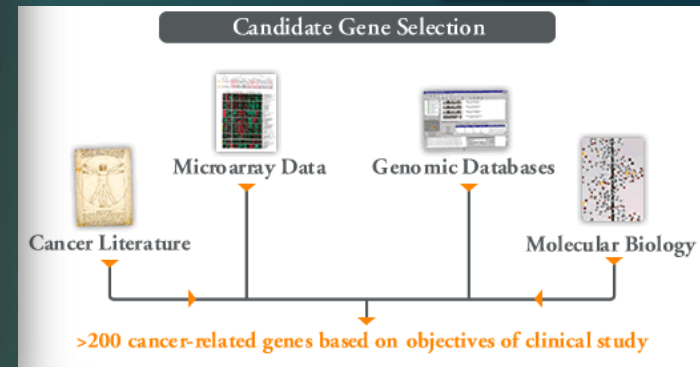 Candidate Gene Selection
Microarray Data
Genomic Databases
Cancer Literature
Molecular Biology
>200 cancer-related genes based on objectives of clinical study